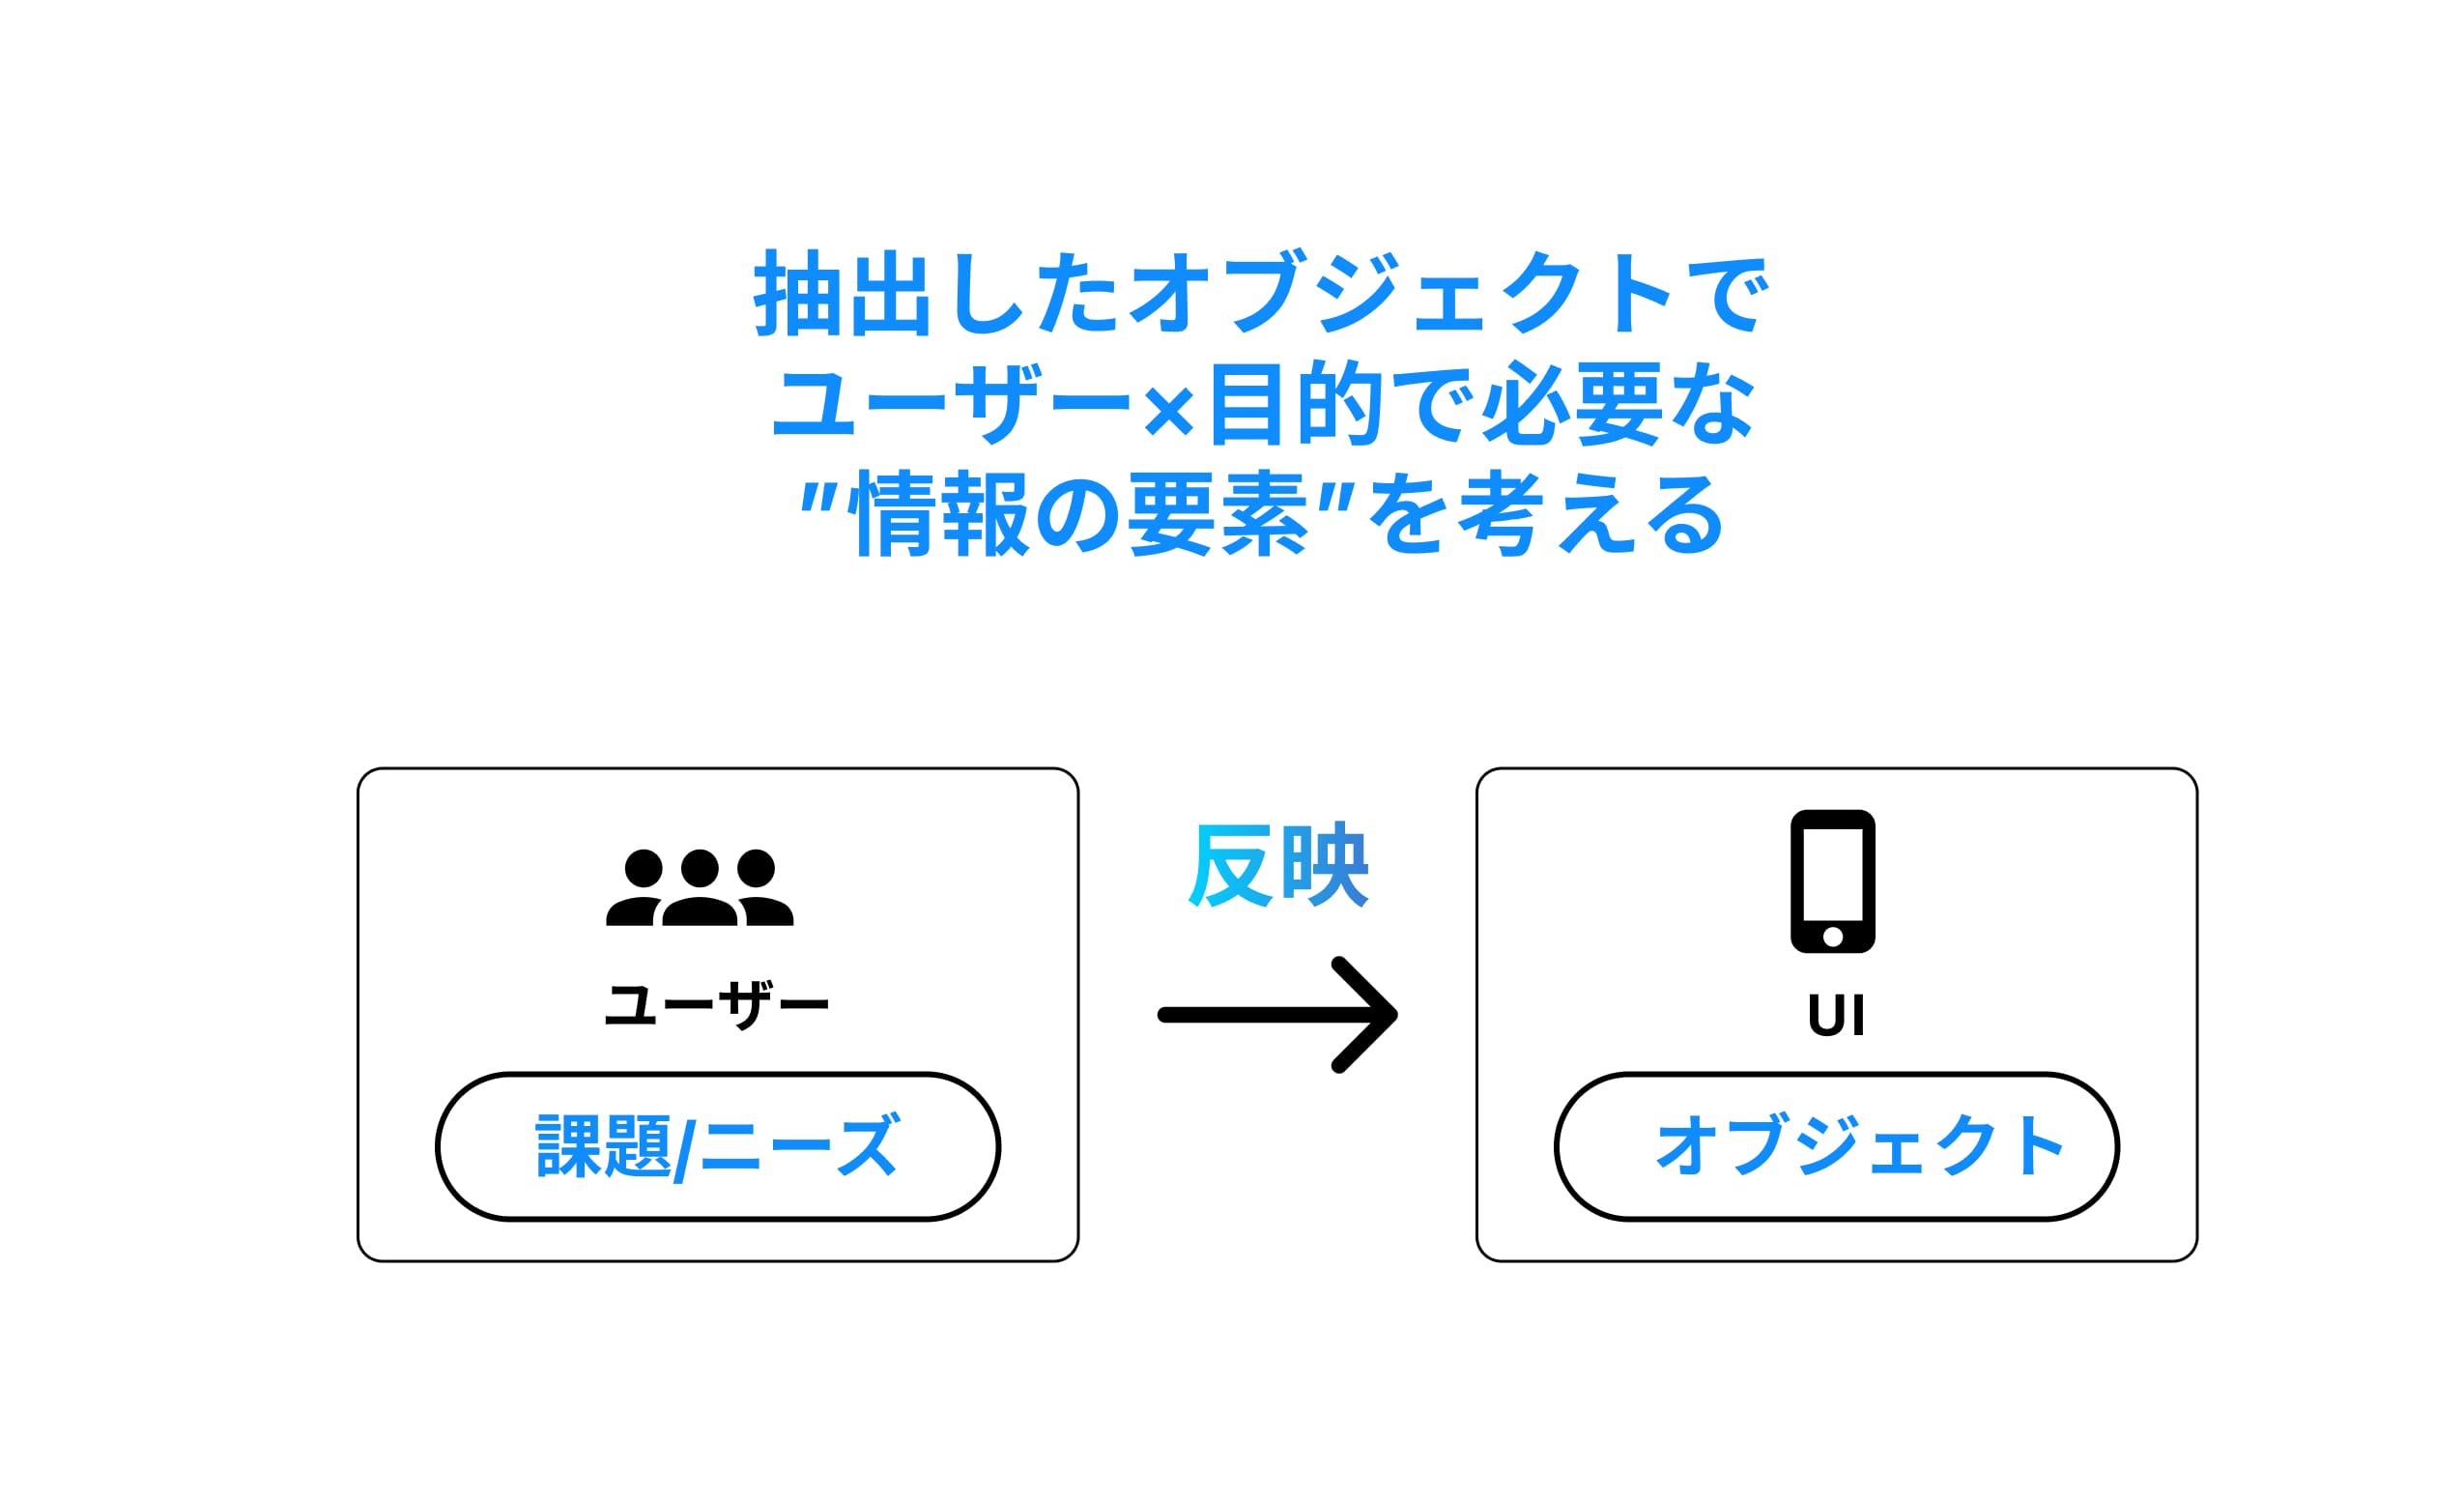 抽出したオブジェクトで
ユーザー×目的で必要な
"情報の要素"を考える
反映
ユーザー
UI
課題/ニーズ
オブジェクト